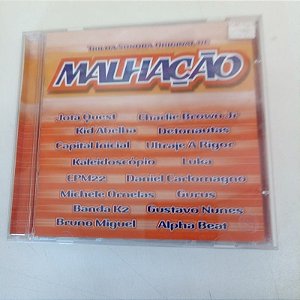 TRILHA SONORA ORIGINAL DE
MALHAÇÃO
Jota Quest Charlie Brown Jr
Kid Abelha Detonautas
Capital Inicial Ultraje A Rigor
Kaleidoscópio Luka
CPM22 Daniel Carlomagno
Michele Ornelas Gurus
Banda K2 Gustavo Nunes
Bruno Miguel Alpha Beat